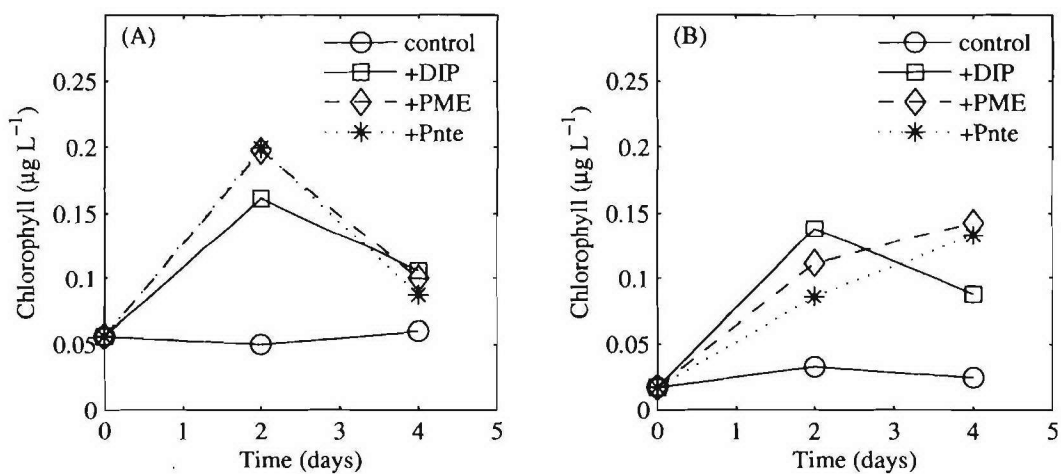 (A)
control
+DIP
+PME
+Pnte
0.25
0.2
0.15
0.1
0.05
0
Chlorophyll (µg L⁻¹)
0 1 2 3 4 5
Time (days)
(B)
control
+DIP
+PME
+Pnte
0.25
0.2
0.15
0.1
0.05
0
Chlorophyll (µg L⁻¹)
0 1 2 3 4 5
Time (days)